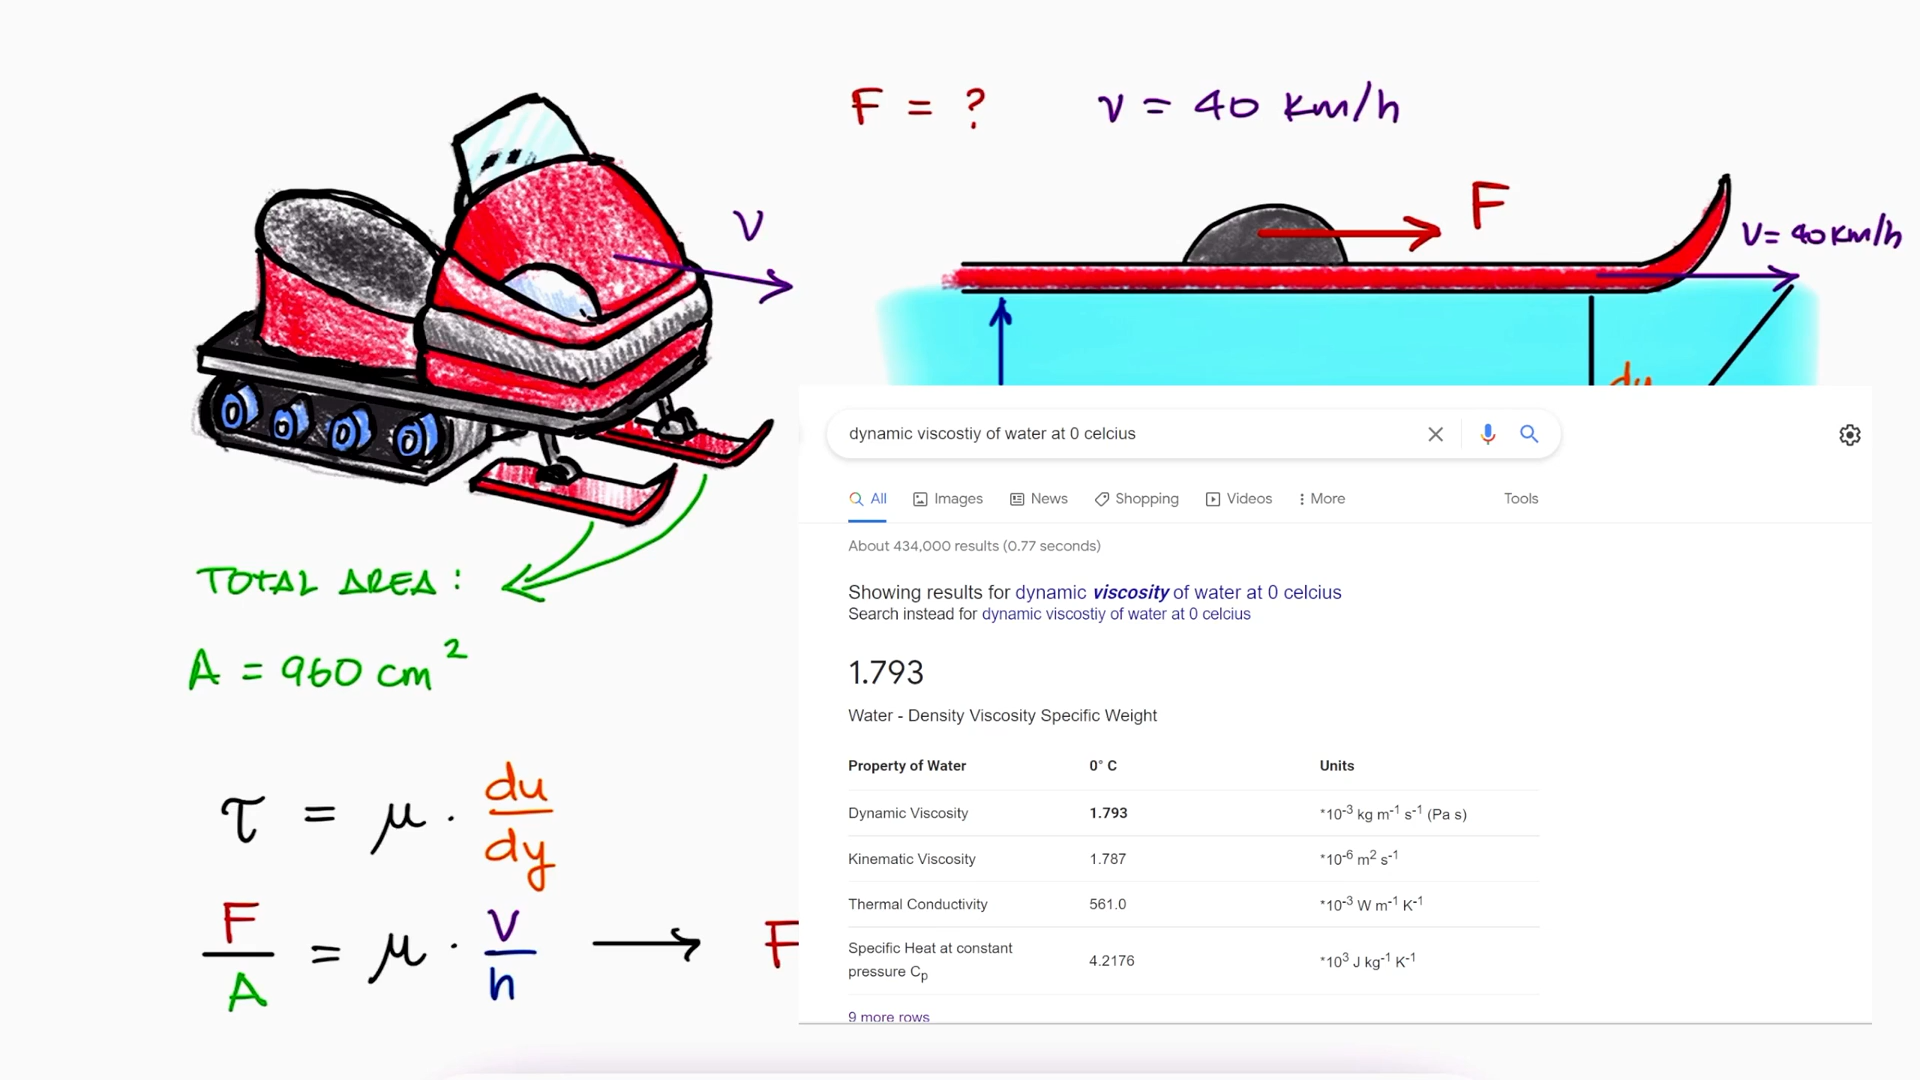 F = ?
v = 40 km/h
F
V
V = 40 km/h
dy
dynamic viscostiy of water at 0 celcius
All Images News Shopping Videos More Tools
About 434,000 results (0.77 seconds)
Showing results for dynamic viscosity of water at 0 celcius
Search instead for dynamic viscostiy of water at 0 celcius
1.793
Water - Density Viscosity Specific Weight
Property of Water 0° C Units
Dynamic Viscosity 1.793 *10⁻³ kg m⁻¹ s⁻¹ (Pa s)
Kinematic Viscosity 1.787 *10⁻⁶ m² s⁻¹
Thermal Conductivity 561.0 *10⁻³ W m⁻¹ K⁻¹
Specific Heat at constant
pressure Cp 4.2176 *10³ J kg⁻¹ K⁻¹
9 more rows
TOTAL AREA :
A = 960 cm²
τ = μ · du/dy
F/A = μ · V/h → F